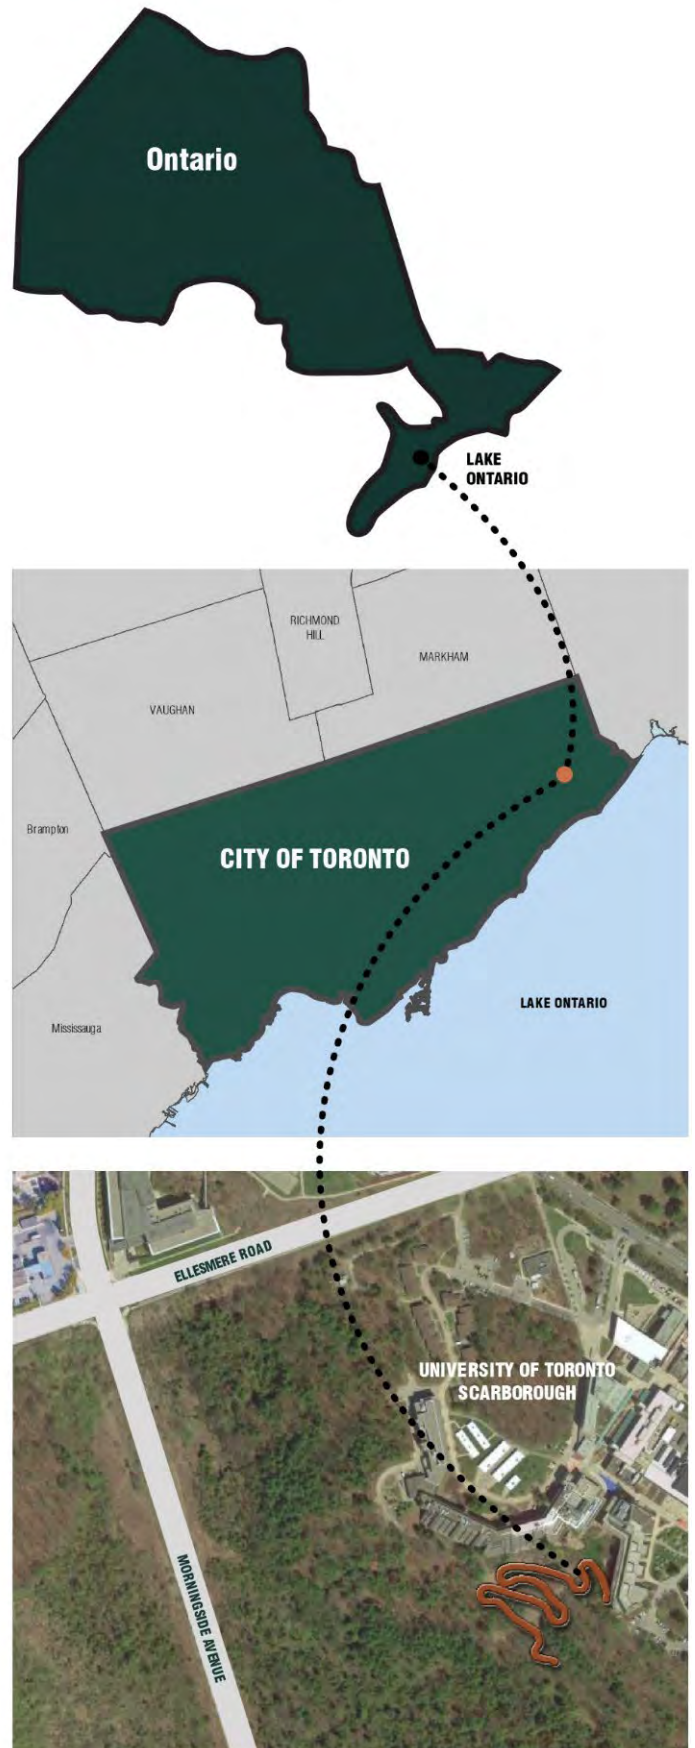 Ontario
LAKE
ONTARIO
RICHMOND
HILL
MARKHAM
VAUGHAN
Brampton
CITY OF TORONTO
LAKE ONTARIO
Mississauga
ELLESMERE ROAD
UNIVERSITY OF TORONTO
SCARBOROUGH
MORNINGSIDE AVENUE